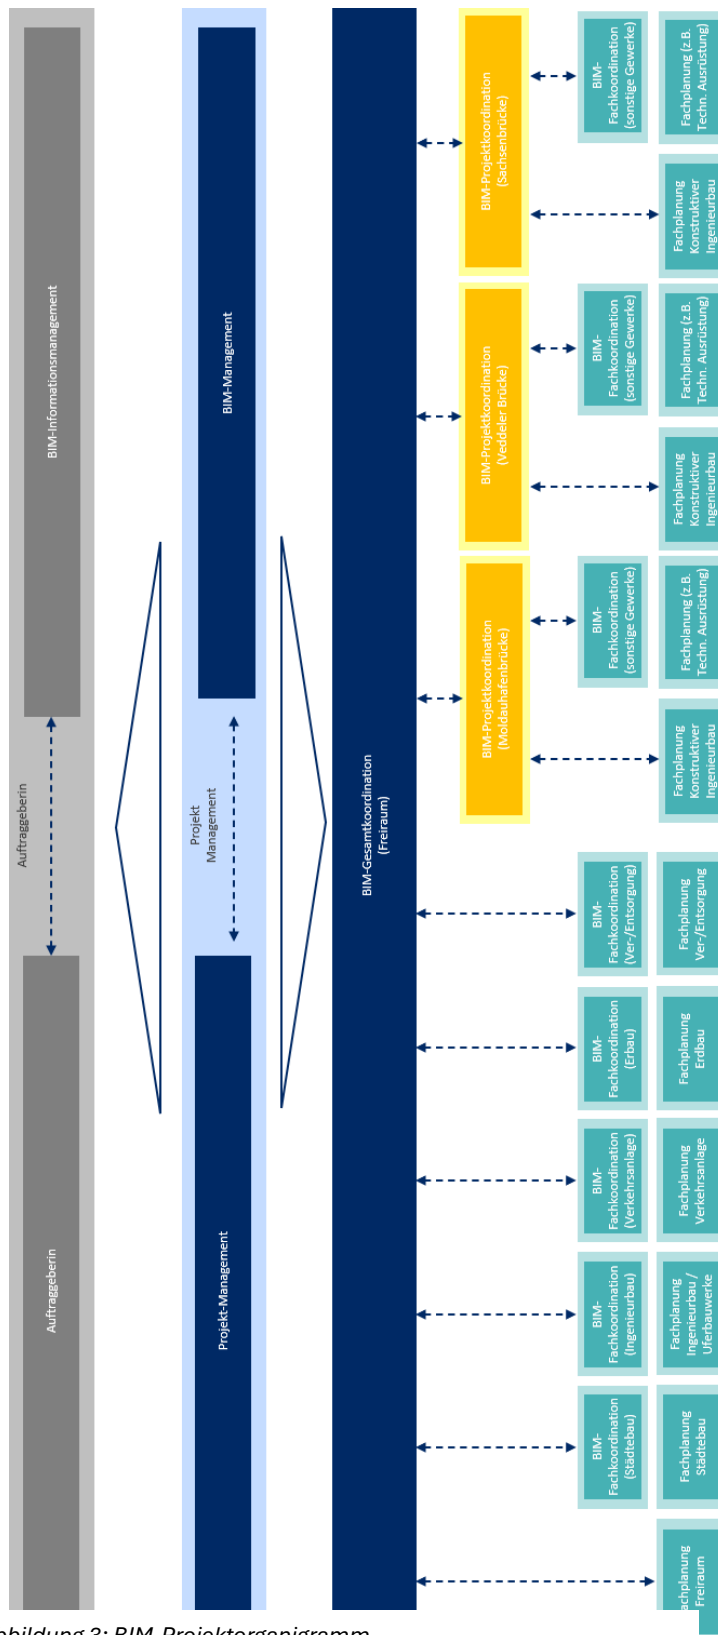 Auftraggeberin
Auftraggeberin
BIM-Informationsmanagement
Projekt
Management
Projekt-Management
BIM-Management
BIM-Gesamtkoordination
(Freiraum)
BIM-Projektkoordination
(Moldauhafenbrücke)
BIM-Projektkoordination
(Veddeler Brücke)
BIM-Projektkoordination
(Sachsenbrücke)
BIM-
Fachkoordination
(Städtebau)
BIM-
Fachkoordination
(Ingenieurbau)
BIM-
Fachkoordination
(Verkehrsanlage)
BIM-
Fachkoordination
(Erbau)
BIM-
Fachkoordination
(Ver-/Entsorgung)
BIM-
Fachkoordination
(sonstige Gewerke)
BIM-
Fachkoordination
(sonstige Gewerke)
BIM-
Fachkoordination
(sonstige Gewerke)
Fachplanung
Freiraum
Fachplanung
Städtebau
Fachplanung
Ingenieurbau /
Uferbauwerke
Fachplanung
Verkehrsanlage
Fachplanung
Erdbau
Fachplanung
Ver-/Entsorgung
Fachplanung
Konstruktiver
Ingenieurbau
Fachplanung (z.B.
Techn. Ausrüstung)
Fachplanung
Konstruktiver
Ingenieurbau
Fachplanung (z.B.
Techn. Ausrüstung)
Fachplanung
Konstruktiver
Ingenieurbau
Fachplanung (z.B.
Techn. Ausrüstung)
3: BIM-Projektorganigramm